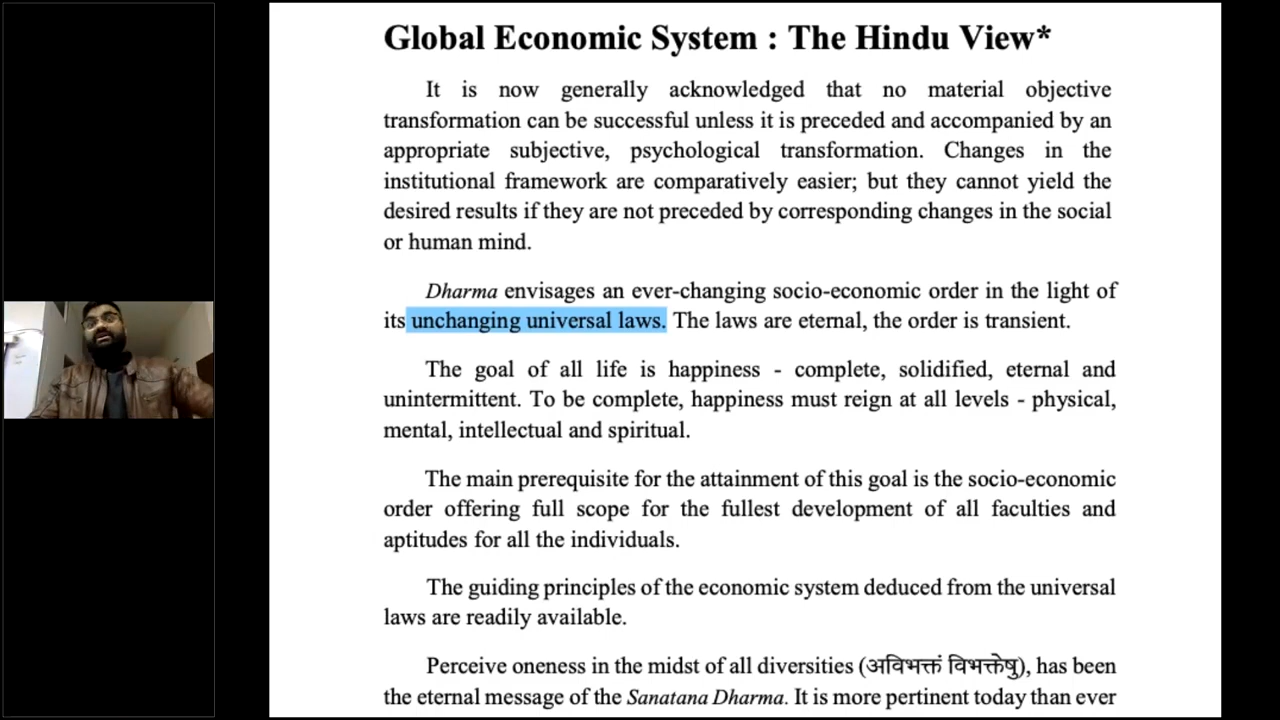 Global Economic System : The Hindu View*
It is now generally acknowledged that no material objective
transformation can be successful unless it is preceded and accompanied by an
appropriate subjective, psychological transformation. Changes in the
institutional framework are comparatively easier; but they cannot yield the
desired results if they are not preceded by corresponding changes in the social
or human mind.
Dharma envisages an ever-changing socio-economic order in the light of
its unchanging universal laws. The laws are eternal, the order is transient.
The goal of all life is happiness - complete, solidified, eternal and
unintermittent. To be complete, happiness must reign at all levels - physical,
mental, intellectual and spiritual.
The main prerequisite for the attainment of this goal is the socio-economic
order offering full scope for the fullest development of all faculties and
aptitudes for all the individuals.
The guiding principles of the economic system deduced from the universal
laws are readily available.
Perceive oneness in the midst of all diversities (अविभक्तं विभक्तेषु), has been
the eternal message of the Sanatana Dharma. It is more pertinent today than ever